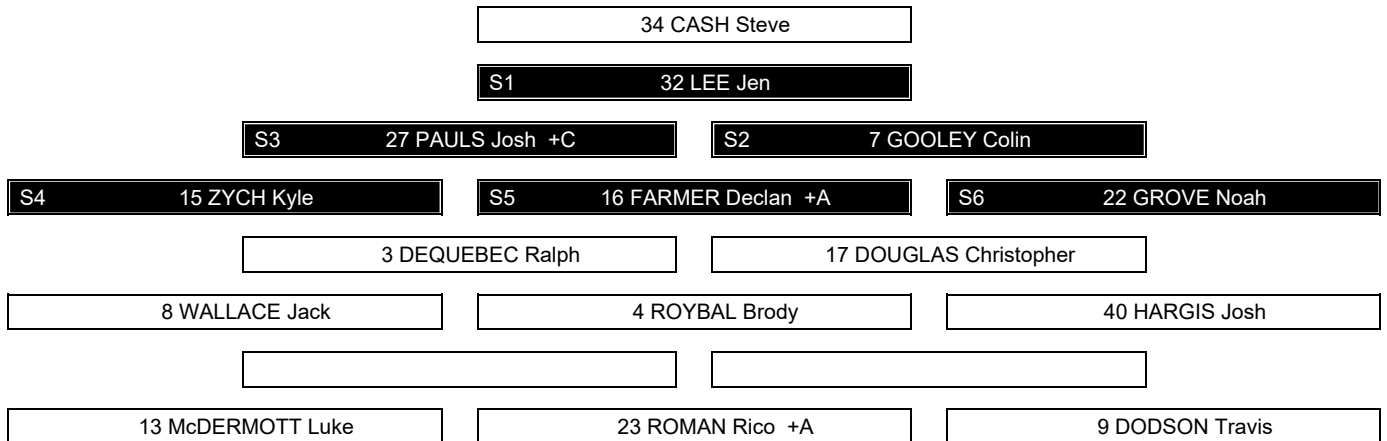 34 CASH Steve
S1 32 LEE Jen
S3 27 PAULS Josh +C S2 7 GOOLEY Colin
S4 15 ZYCH Kyle S5 16 FARMER Declan +A S6 22 GROVE Noah
3 DEQUEBEC Ralph 17 DOUGLAS Christopher
8 WALLACE Jack 4 ROYBAL Brody 40 HARGIS Josh
13 McDERMOTT Luke 23 ROMAN Rico +A 9 DODSON Travis